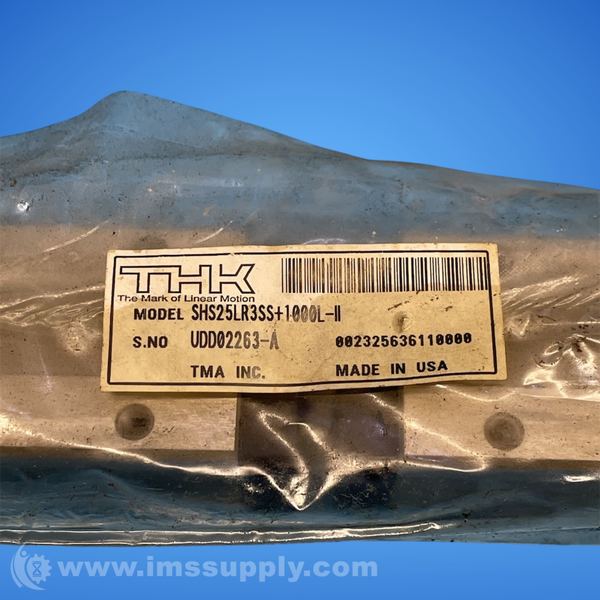 THK
The Mark of Linear Motion
MODEL SHS25LR3SS+1000L-II
S.NO UDD02263-A 002325636110000
TMA INC. MADE IN USA
www.imssupply.com